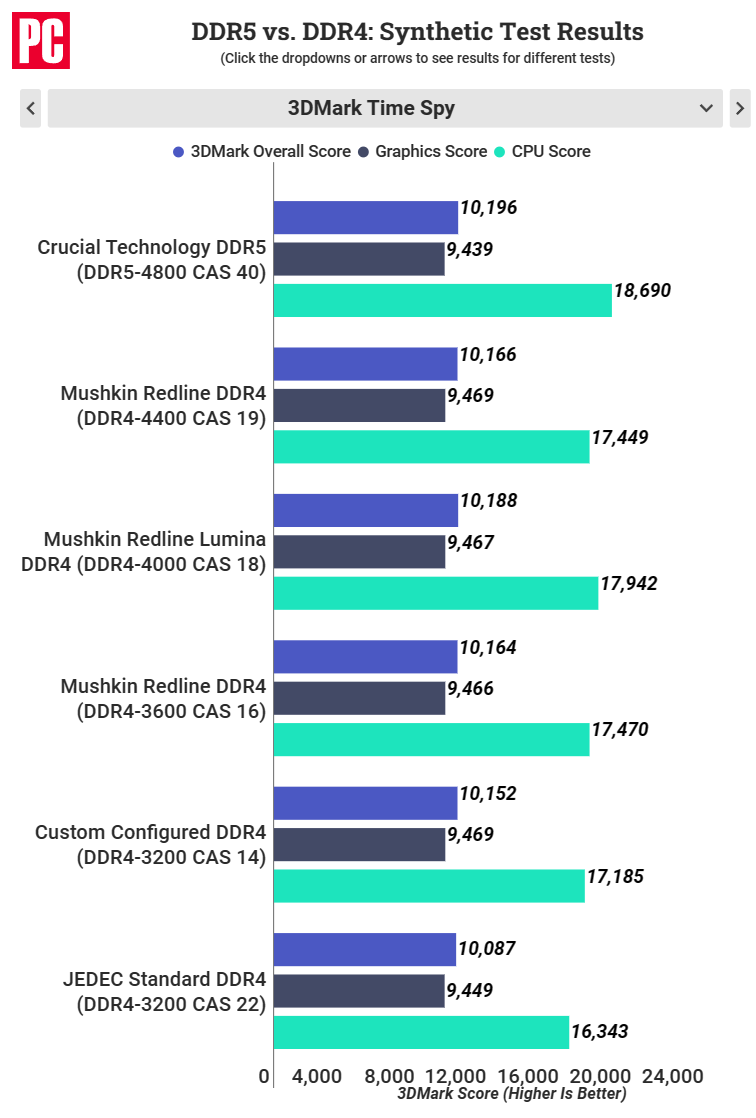 PC
DDR5 vs. DDR4: Synthetic Test Results
(Click the dropdowns or arrows to see results for different tests)
3DMark Time Spy
3DMark Overall Score Graphics Score CPU Score
10,196
Crucial Technology DDR5
(DDR5-4800 CAS 40)
9,439
18,690
10,166
Mushkin Redline DDR4
(DDR4-4400 CAS 19)
9,469
17,449
10,188
Mushkin Redline Lumina
DDR4 (DDR4-4000 CAS 18)
9,467
17,942
10,164
Mushkin Redline DDR4
(DDR4-3600 CAS 16)
9,466
17,470
10,152
Custom Configured DDR4
(DDR4-3200 CAS 14)
9,469
17,185
10,087
JEDEC Standard DDR4
(DDR4-3200 CAS 22)
9,449
16,343
0 4,000 8,000 12,000 16,000 20,000 24,000
3DMark Score (Higher Is Better)